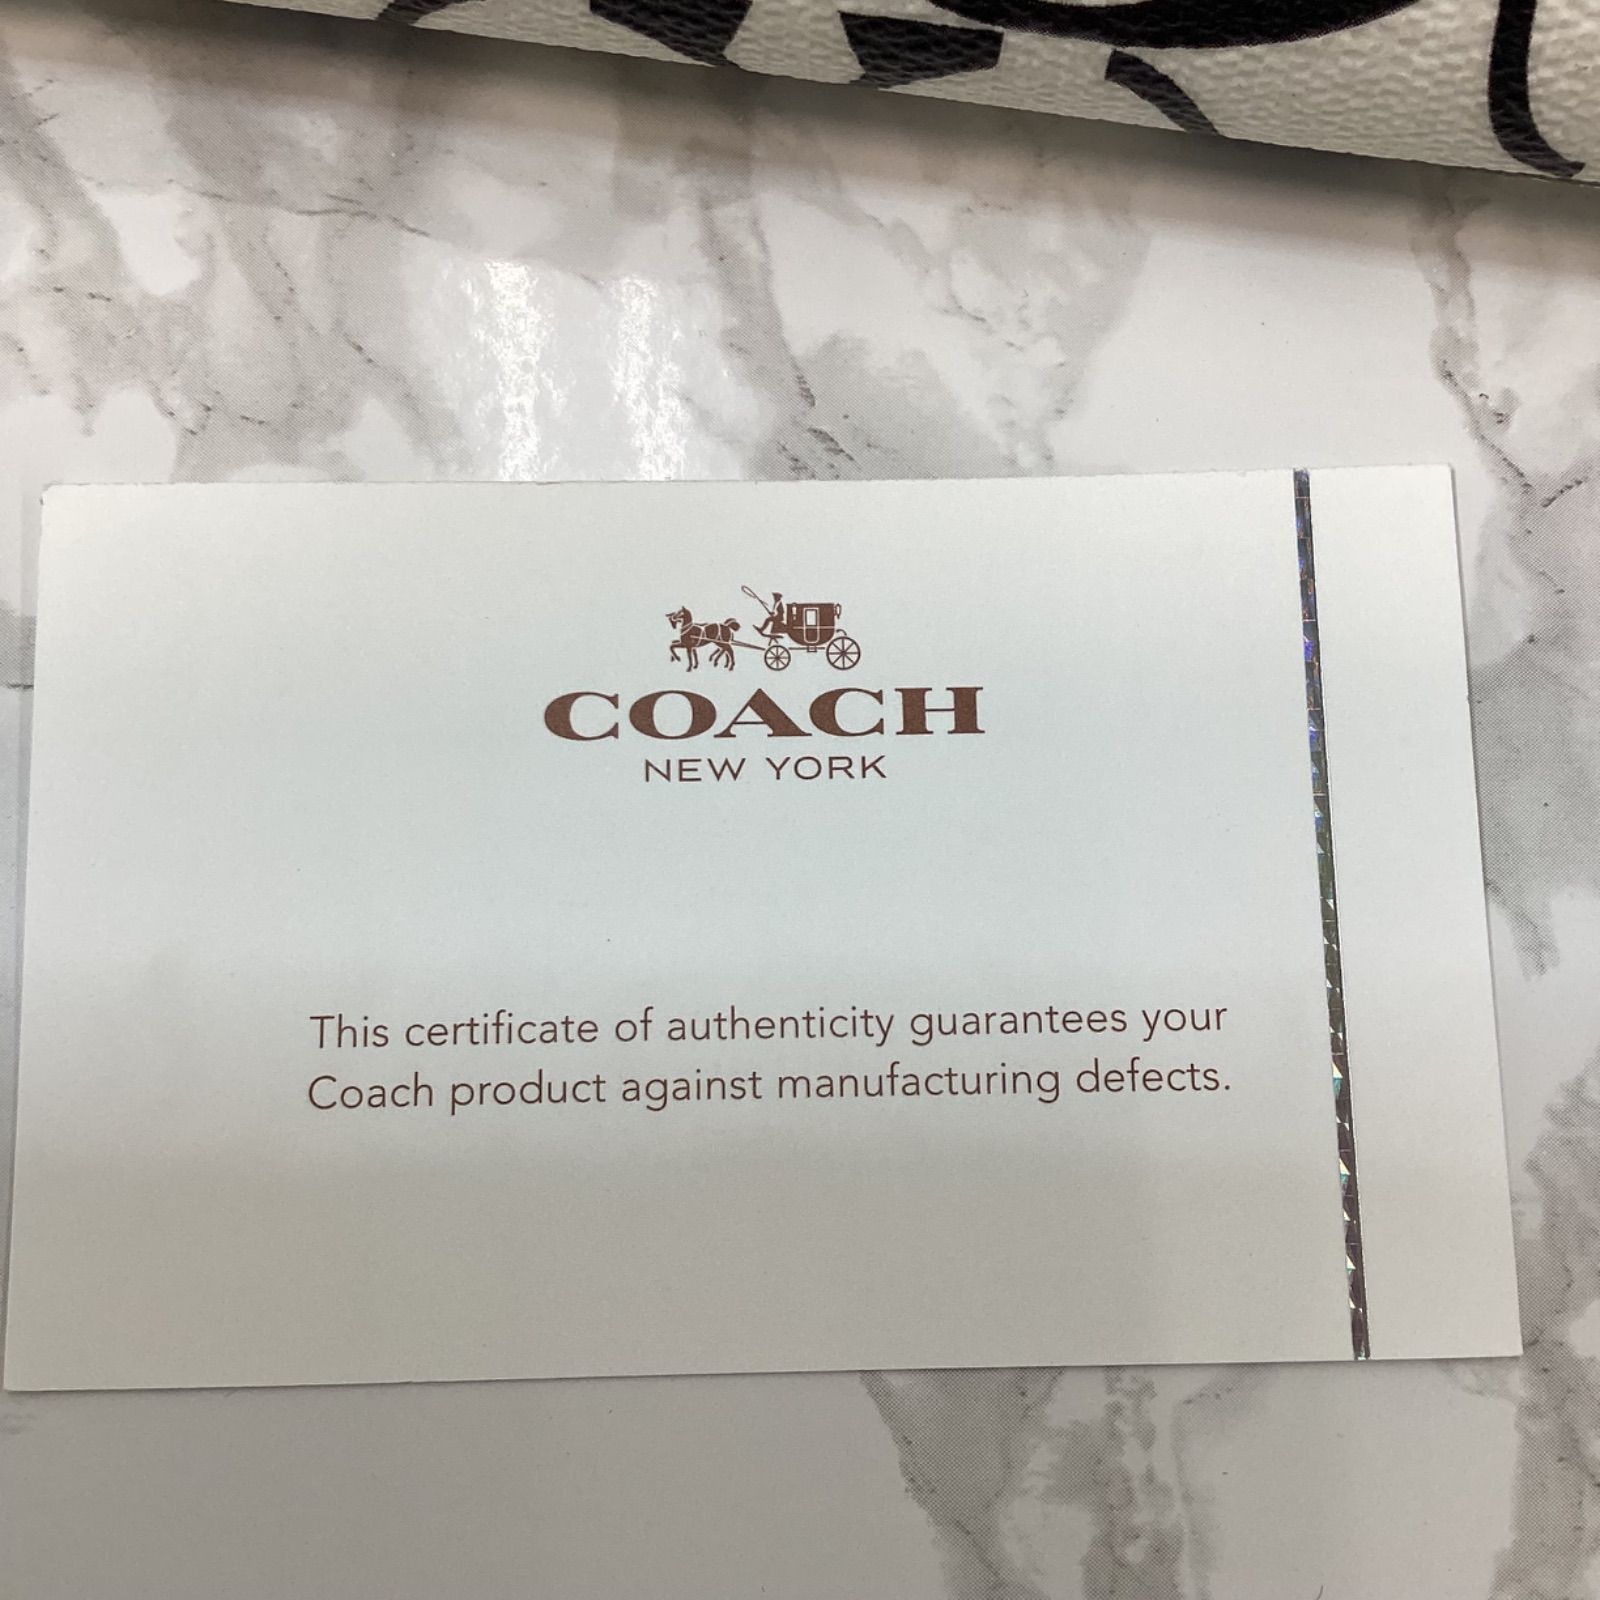 COACH
NEW YORK
This certificate of authenticity guarantees your
Coach product against manufacturing defects.